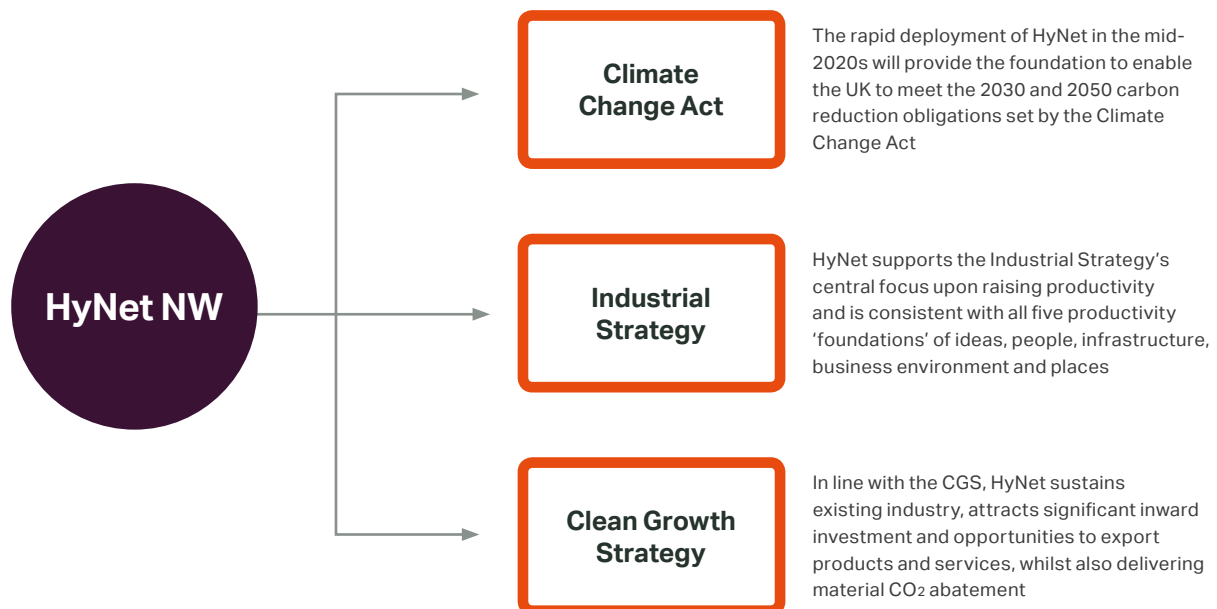 HyNet NW
Climate
Change Act
The rapid deployment of HyNet in the mid-
2020s will provide the foundation to enable
the UK to meet the 2030 and 2050 carbon
reduction obligations set by the Climate
Change Act
Industrial
Strategy
HyNet supports the Industrial Strategy’s
central focus upon raising productivity
and is consistent with all five productivity
‘foundations’ of ideas, people, infrastructure,
business environment and places
Clean Growth
Strategy
In line with the CGS, HyNet sustains
existing industry, attracts significant inward
investment and opportunities to export
products and services, whilst also delivering
material CO2 abatement